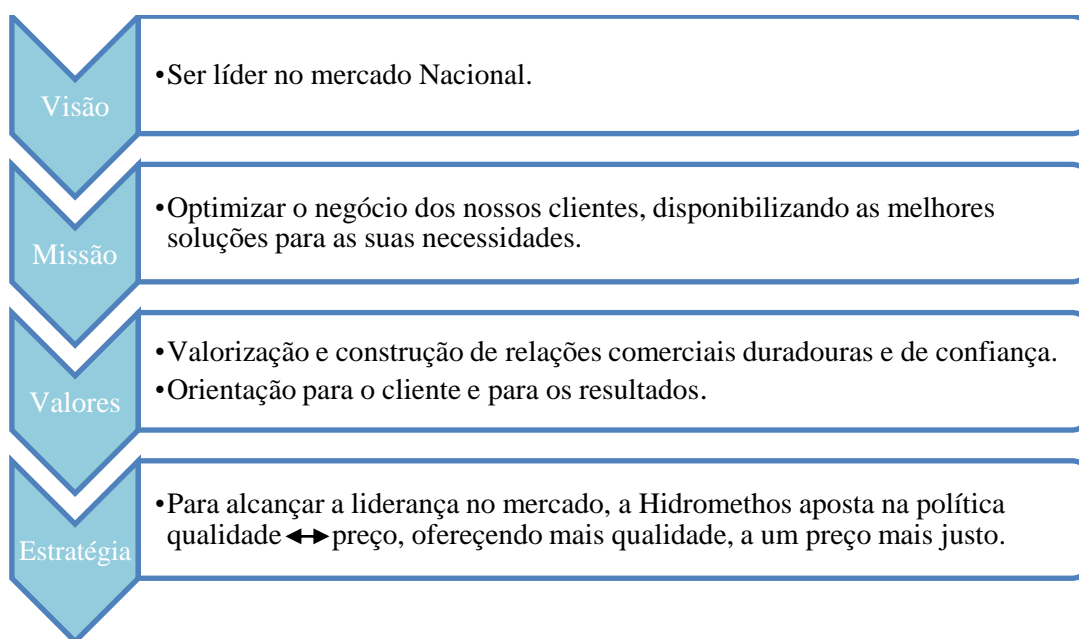 Visão
•Ser líder no mercado Nacional.
Missão
•Optimizar o negócio dos nossos clientes, disponibilizando as melhores
soluções para as suas necessidades.
Valores
•Valorização e construção de relações comerciais duradouras e de confiança.
•Orientação para o cliente e para os resultados.
Estratégia
•Para alcançar a liderança no mercado, a Hidromethos aposta na política
qualidade ↔ preço, ofereçendo mais qualidade, a um preço mais justo.